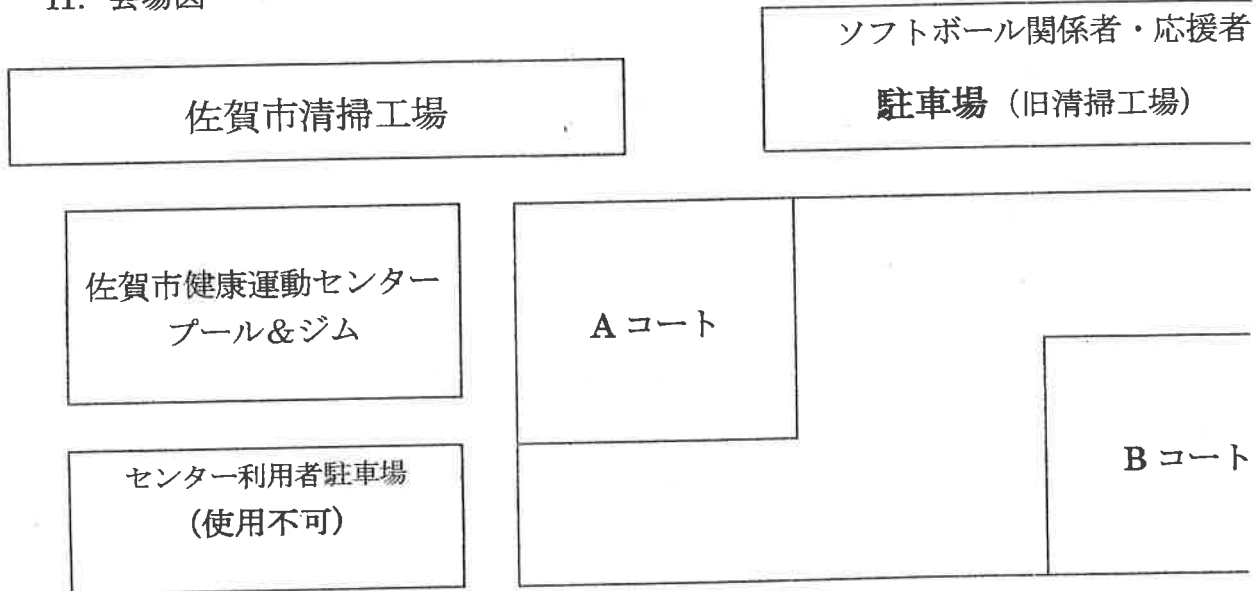 11. 会場図
ソフトボール関係者・応援者
駐車場（旧清掃工場）
佐賀市清掃工場
佐賀市健康運動センター
プール＆ジム
A コート
B コート
センター利用者駐車場
(使用不可)